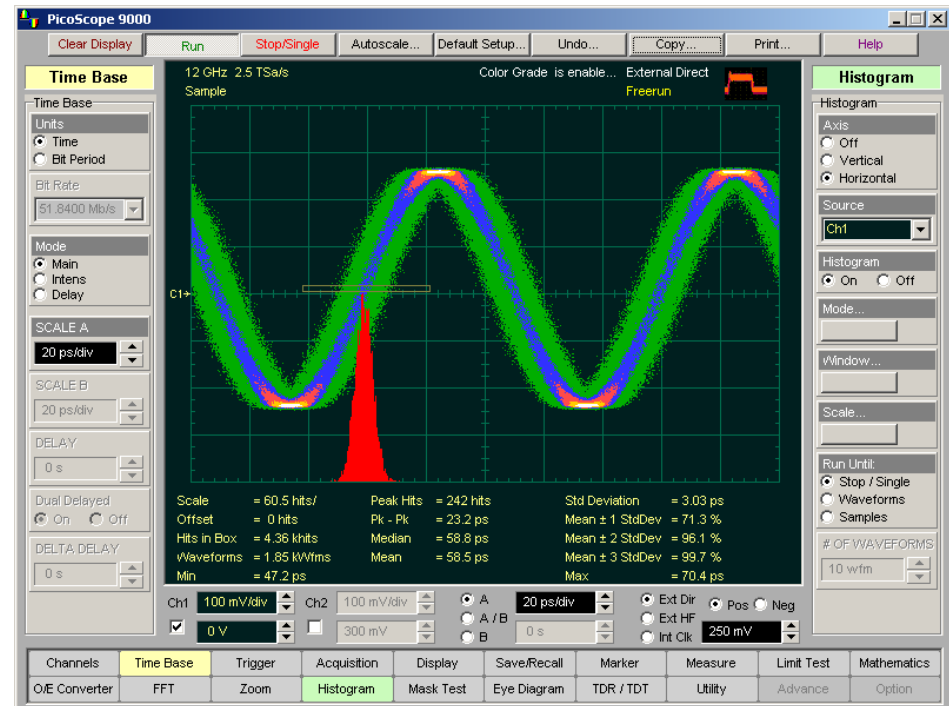 PicoScope 9000
Clear Display Run Stop/Single Autoscale... Default Setup... Undo... Copy... Print... Help
Time Base
Time Base
Units
Time
Bit Period
Bit Rate
51.8400 Mb/s
Mode
Main
Intens
Delay
SCALE A
20 ps/div
SCALE B
20 ps/div
DELAY
0 s
Dual Delayed
On Off
DELTA DELAY
0 s
12 GHz 2.5 TSa/s Color Grade is enable... External Direct
Sample Freerun
C1
Scale = 60.5 hits/ Peak Hits = 242 hits Std Deviation = 3.03 ps
Offset = 0 hits Pk - Pk = 23.2 ps Mean ± 1 StdDev = 71.3 %
Hits in Box = 4.36 khits Median = 58.8 ps Mean ± 2 StdDev = 96.1 %
Waveforms = 1.85 kWfms Mean = 58.5 ps Mean ± 3 StdDev = 99.7 %
Min = 47.2 ps Max = 70.4 ps
Ch1 100 mV/div Ch2 100 mV/div A 20 ps/div Ext Dir Pos Neg
A / B Ext HF
0 V 300 mV B 0 s Int Clk 250 mV
Histogram
Histogram
Axis
Off
Vertical
Horizontal
Source
Ch1
Histogram
On Off
Mode...
Window...
Scale...
Run Until:
Stop / Single
Waveforms
Samples
# OF WAVEFORMS
10 wfm
Channels Time Base Trigger Acquisition Display Save/Recall Marker Measure Limit Test Mathematics
O/E Converter FFT Zoom Histogram Mask Test Eye Diagram TDR / TDT Utility Advance Option